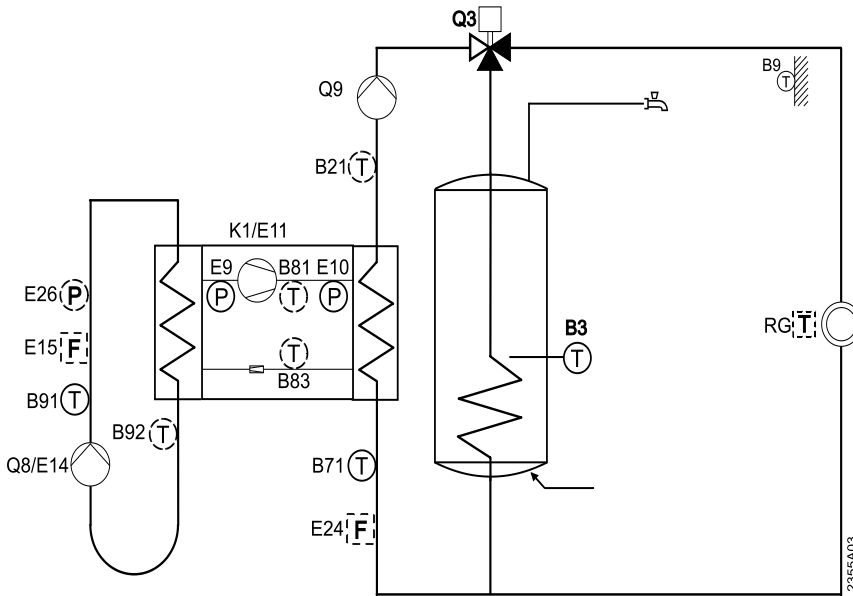 Q3
B9
T
Q9
B21 T
K1/E11
E9 B81 E10
P T P
E26 P
E15 F
B91 T
B92 T
T
B83
B3
T
RG T
Q8/E14
B71 T
E24 F
2355A03